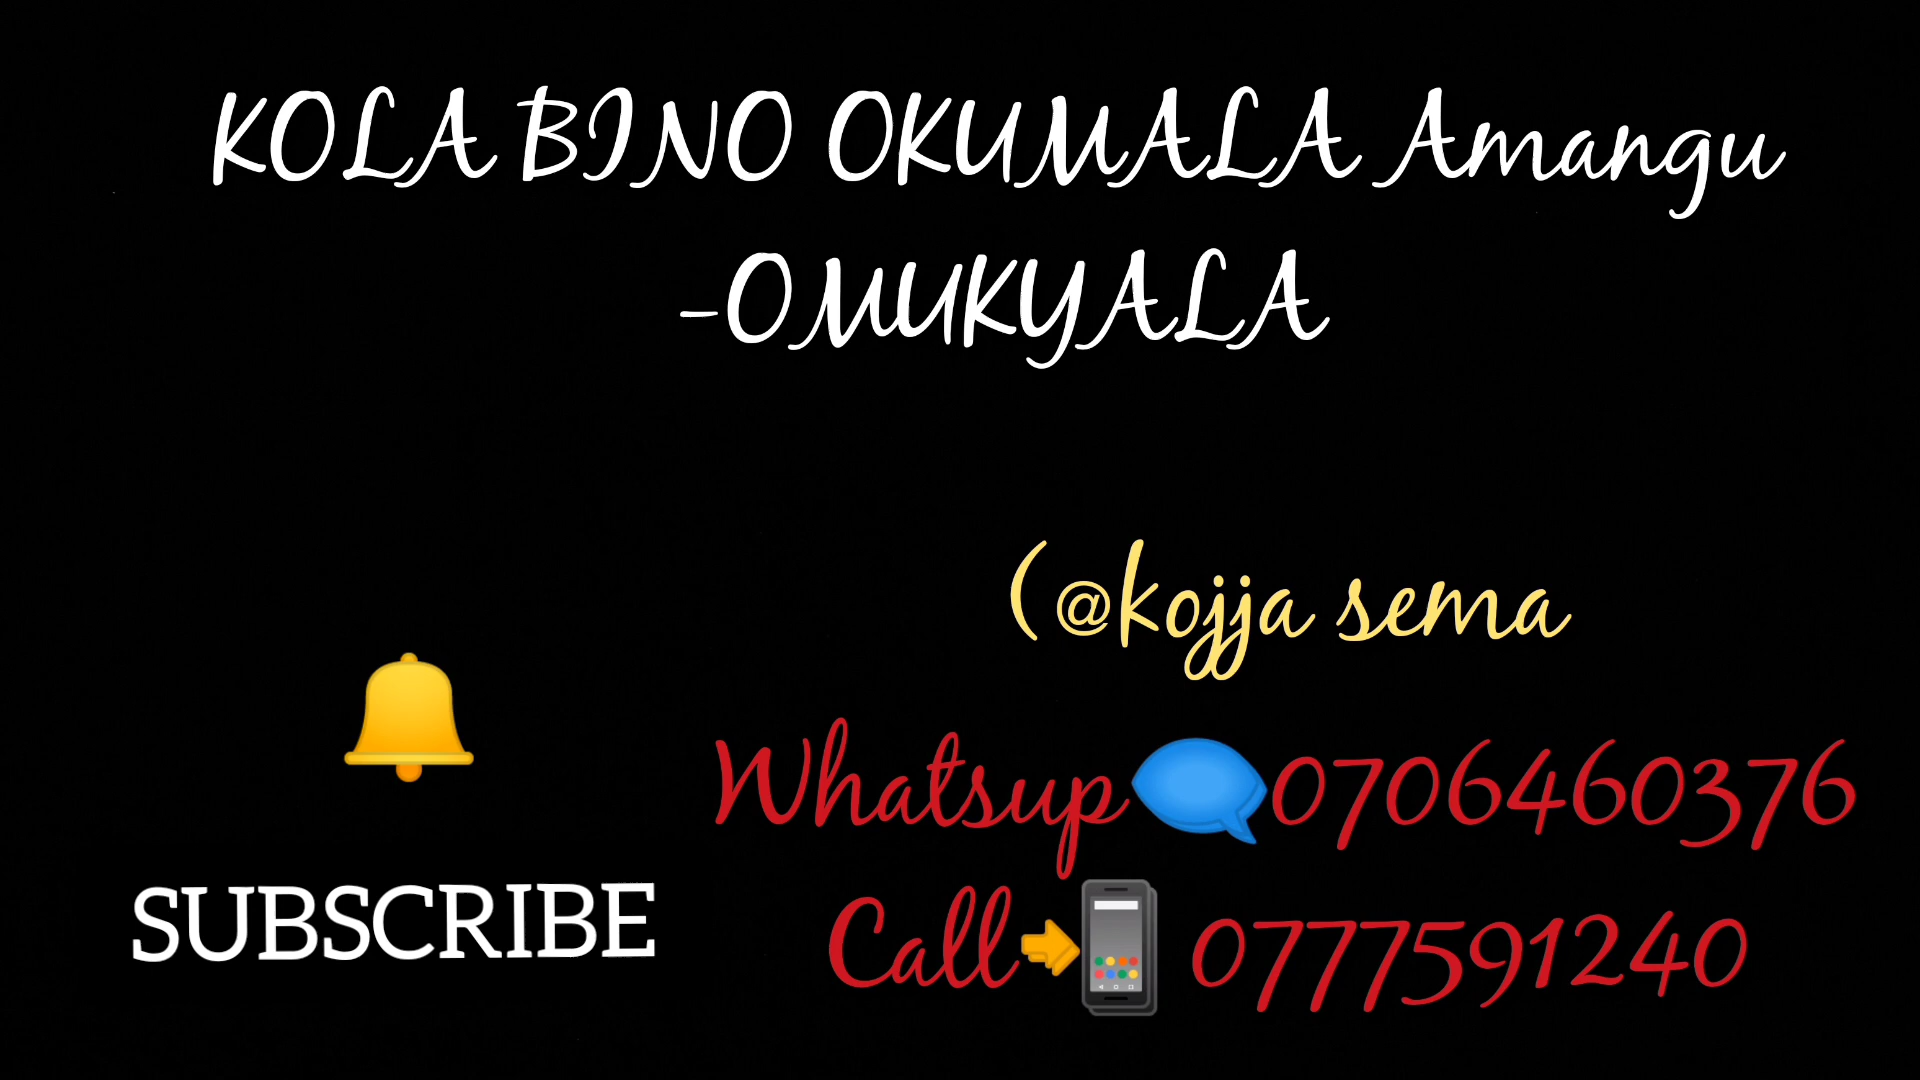 KOLA BINO OKUMALA Amangu
-OMUKYALA
(@kojja sema
Whatsup🗨0706460376
Call📲 0777591240
🔔
SUBSCRIBE